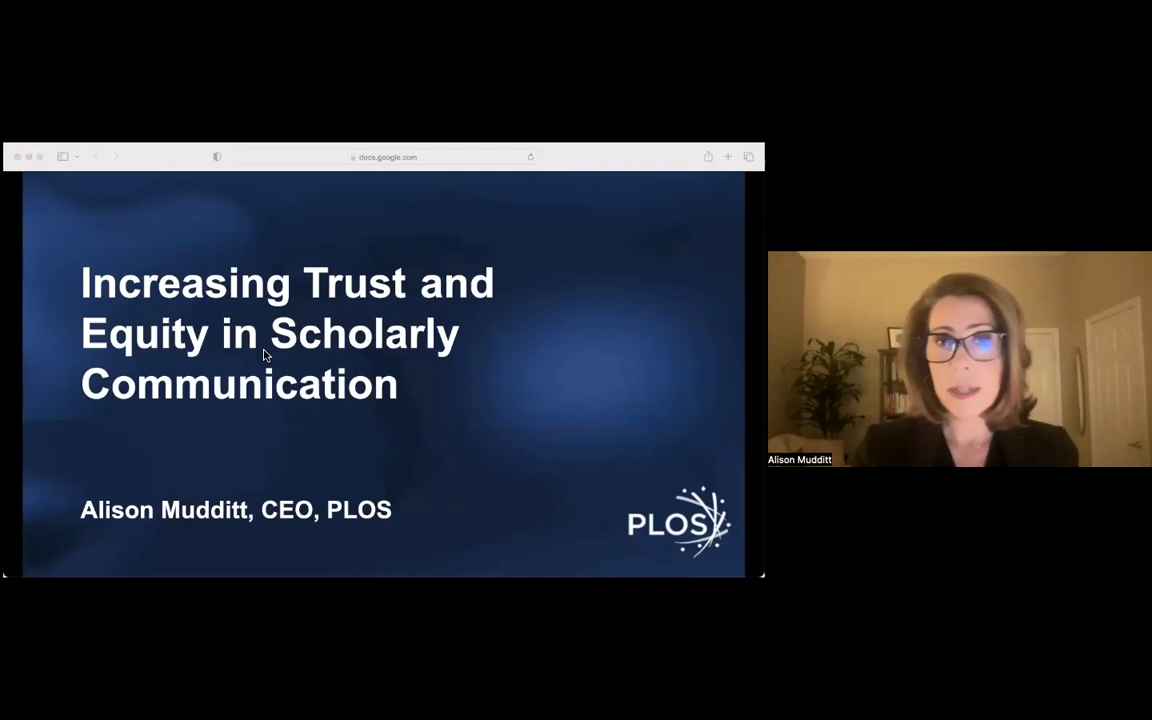 docs.google.com
Increasing Trust and
Equity in Scholarly
Communication
Alison Mudditt, CEO, PLOS
PLOS
Alison Mudditt